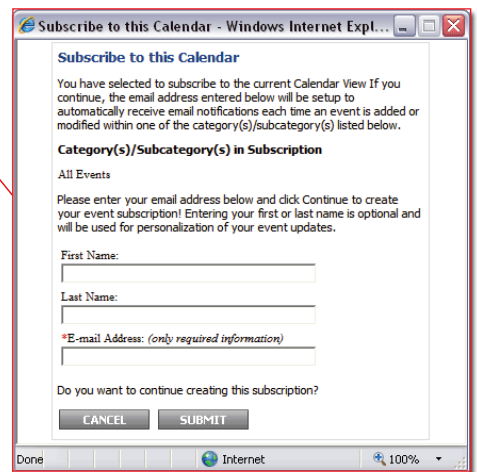 Subscribe to this Calendar - Windows Internet Expl...
Subscribe to this Calendar
You have selected to subscribe to the current Calendar View If you
continue, the email address entered below will be setup to
automatically receive email notifications each time an event is added or
modified within one of the category(s)/subcategory(s) listed below.
Category(s)/Subcategory(s) in Subscription
All Events
Please enter your email address below and click Continue to create
your event subscription! Entering your first or last name is optional and
will be used for personalization of your event updates.
First Name:
Last Name:
*E-mail Address: (only required information)
Do you want to continue creating this subscription?
CANCEL SUBMIT
Done Internet 100%